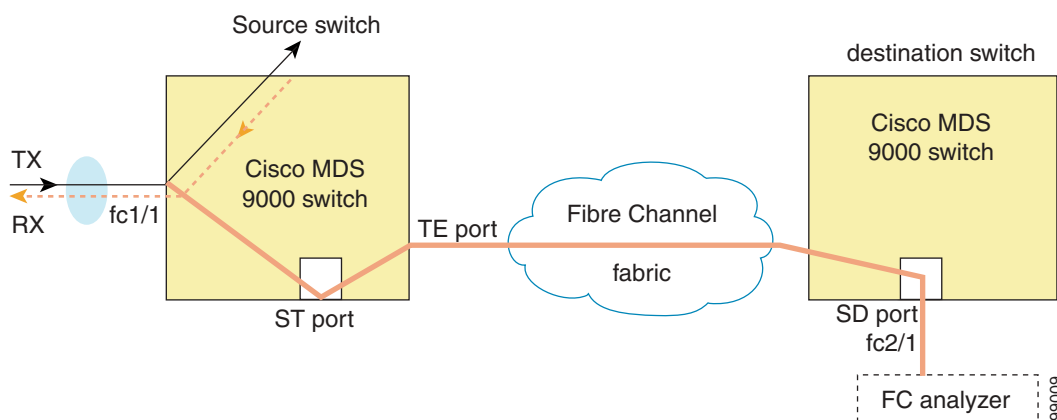 Source switch
destination switch
Cisco MDS
9000 switch
TX
RX
fc1/1
Cisco MDS
9000 switch
TE port
Fibre Channel
fabric
ST port
SD port
fc2/1
FC analyzer
99009